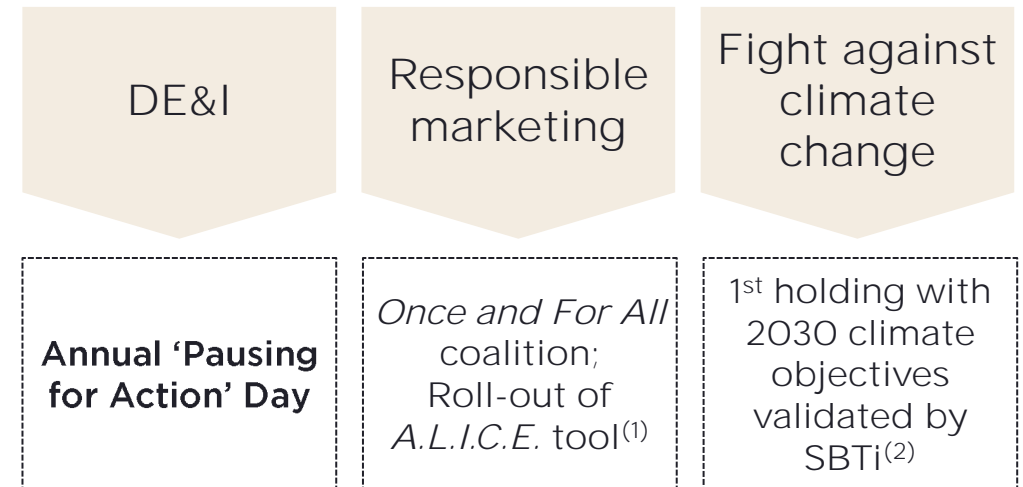 DE&I
Responsible
marketing
Fight against
climate
change
Annual ‘Pausing
for Action’ Day
Once and For All
coalition;
Roll-out of
A.L.I.C.E. tool(1)
1st holding with
2030 climate
objectives
validated by
SBTi(2)